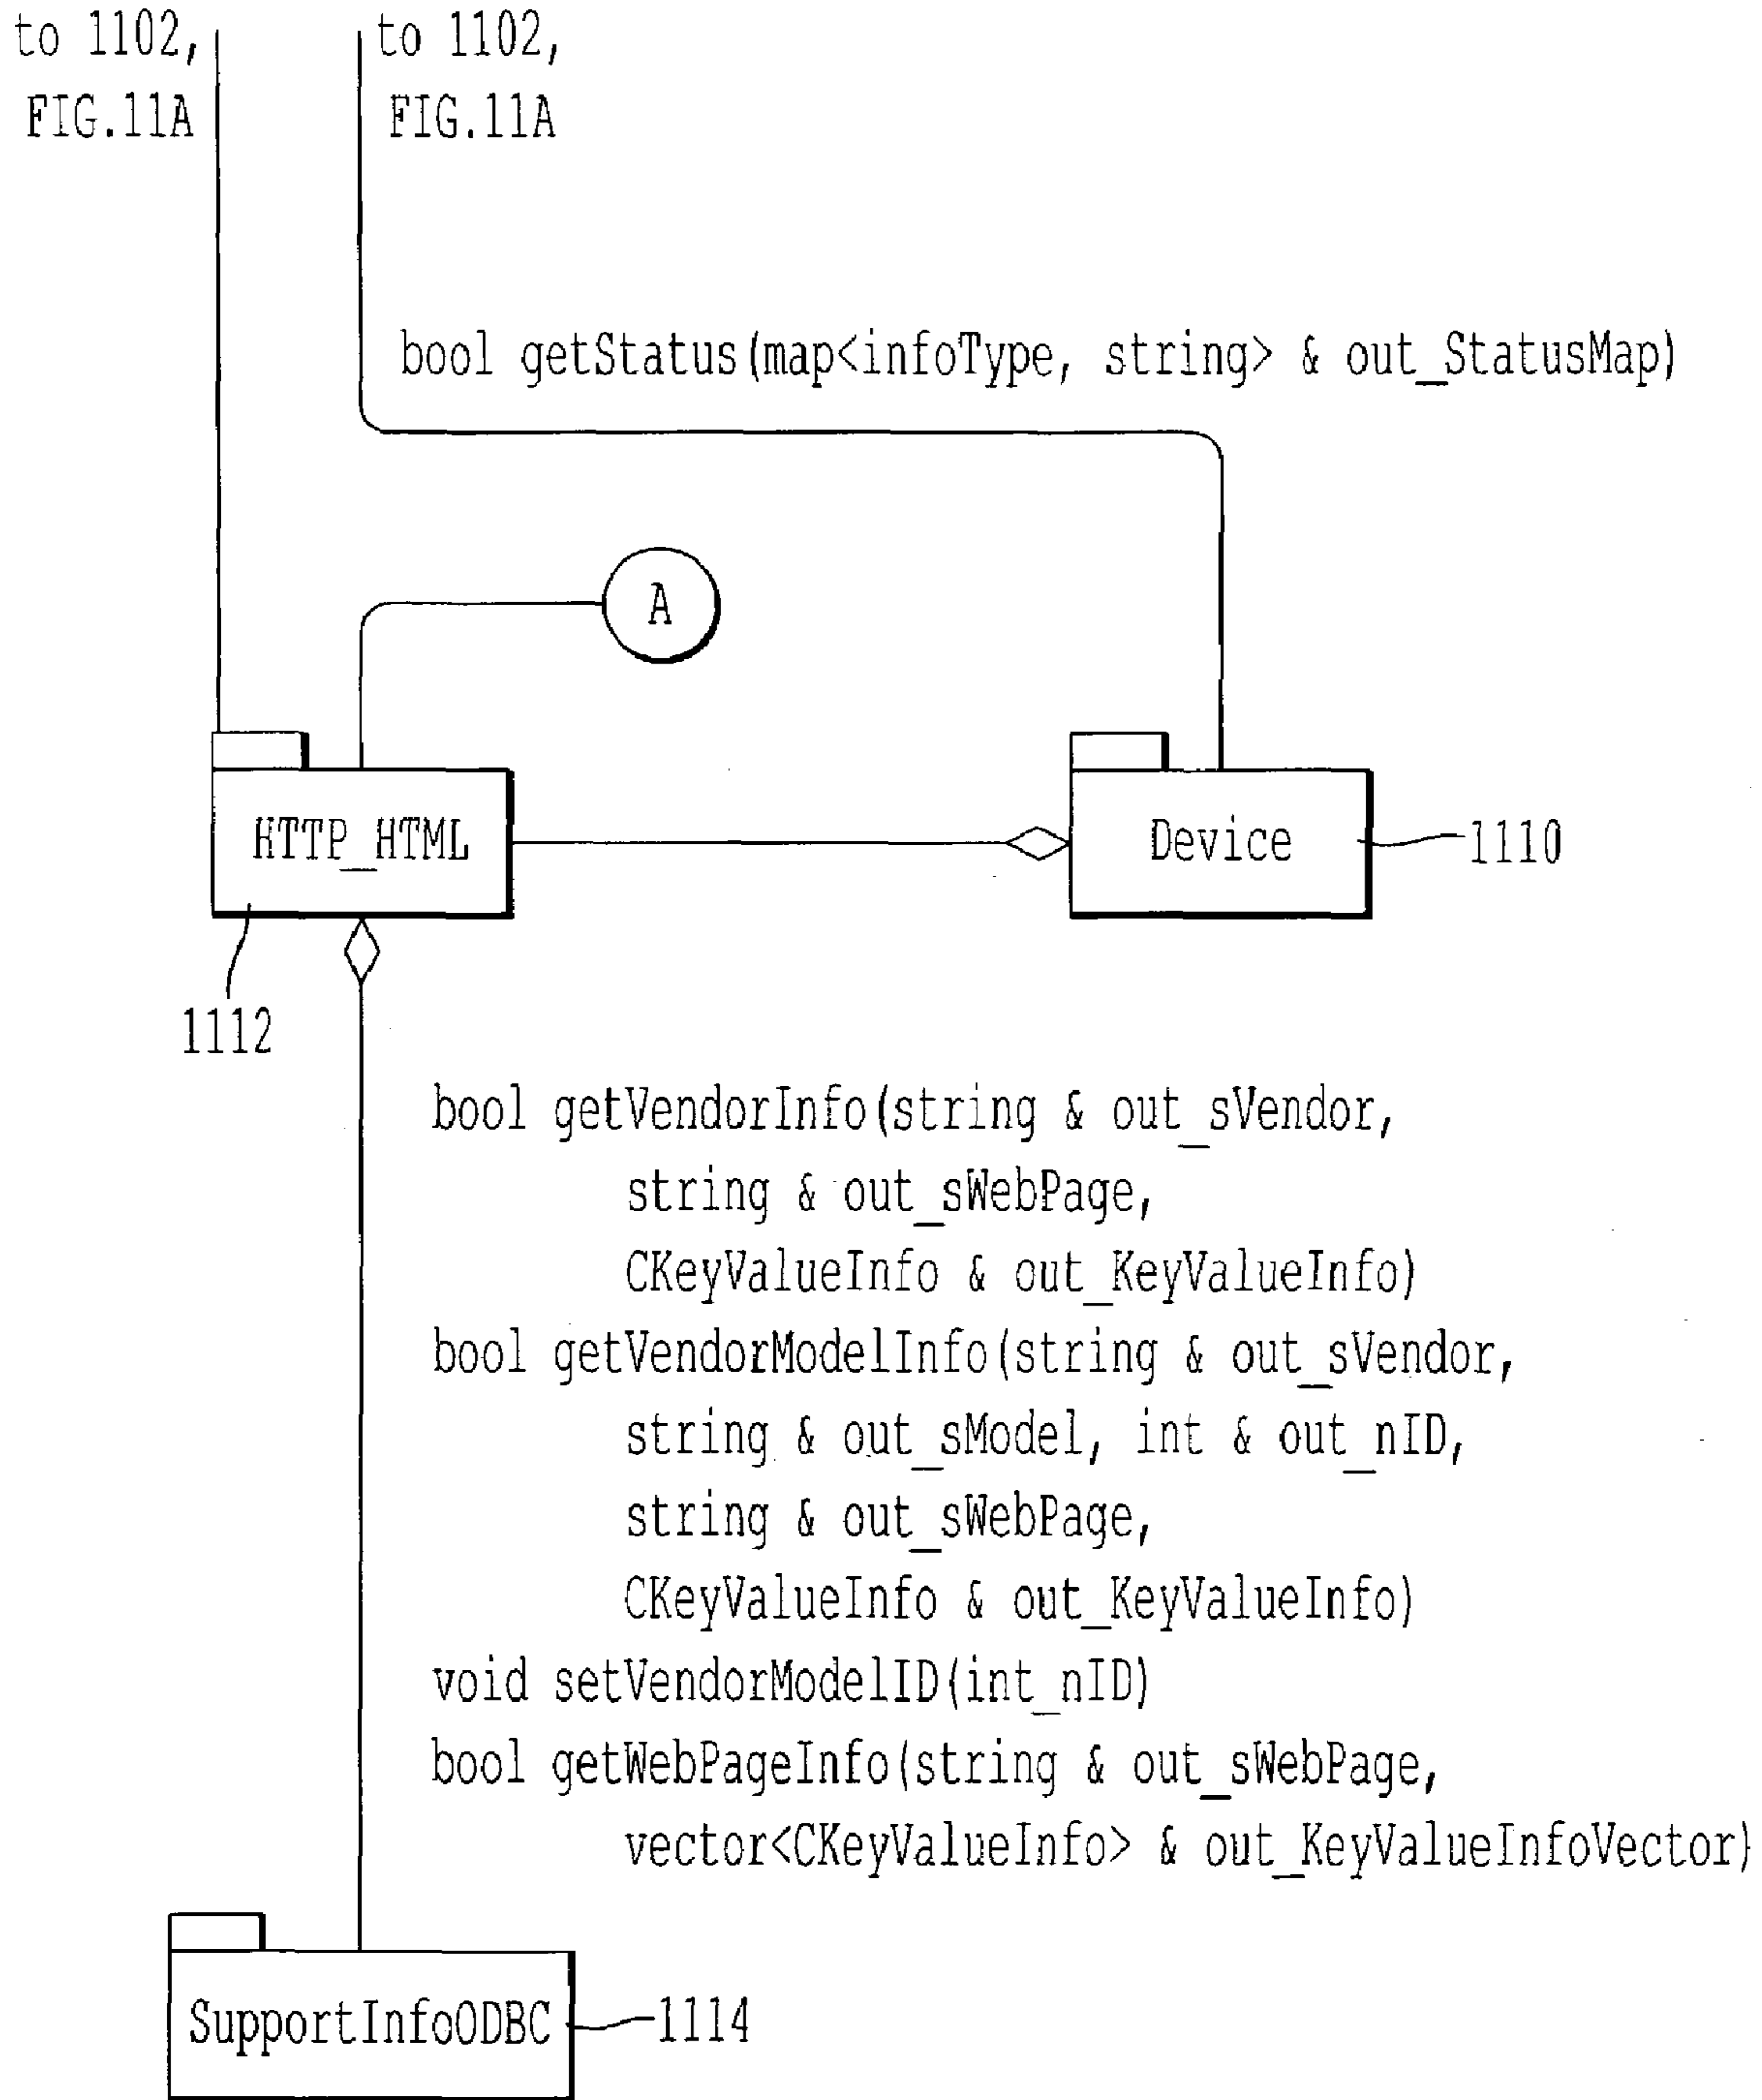 to 1102,
FIG.11A
to 1102,
FIG.11A
bool getStatus(map<infoType, string> & out_StatusMap)
A
HTTP_HTML
Device
1110
1112
bool getVendorInfo(string & out_sVendor,
string & out_sWebPage,
CKeyValueInfo & out_KeyValueInfo)
bool getVendorModelInfo(string & out_sVendor,
string & out_sModel, int & out_nID,
string & out_sWebPage,
CKeyValueInfo & out_KeyValueInfo)
void setVendorModelID(int_nID)
bool getWebPageInfo(string & out_sWebPage,
vector<CKeyValueInfo> & out_KeyValueInfoVector)
SupportInfoODBC
1114